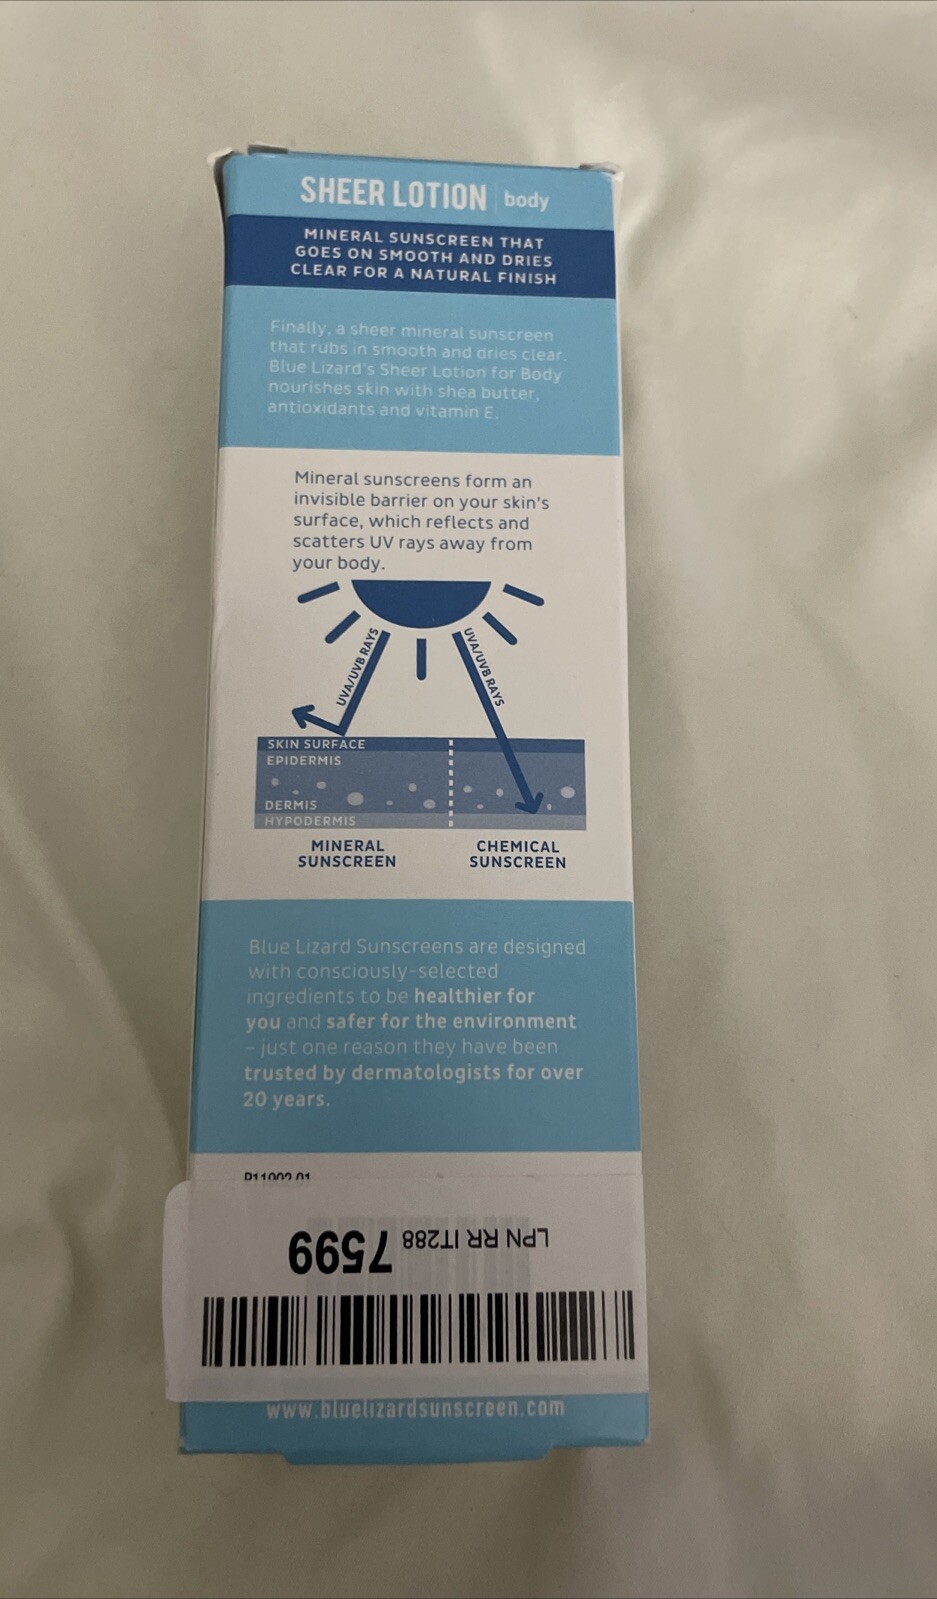 SHEER LOTION | body
MINERAL SUNSCREEN THAT
GOES ON SMOOTH AND DRIES
CLEAR FOR A NATURAL FINISH
Finally, a sheer mineral sunscreen
that rubs in smooth and dries clear.
Blue Lizard's Sheer Lotion for Body
nourishes skin with shea butter,
antioxidants and vitamin E.
Mineral sunscreens form an
invisible barrier on your skin's
surface, which reflects and
scatters UV rays away from
your body.
UVA/UVB RAYS
UVA/UVB RAYS
SKIN SURFACE
EPIDERMIS
DERMIS
HYPODERMIS
MINERAL
SUNSCREEN
CHEMICAL
SUNSCREEN
Blue Lizard Sunscreens are designed
with consciously-selected
ingredients to be healthier for
you and safer for the environment
– just one reason they have been
trusted by dermatologists for over
20 years.
P11002.01
LPN RR IT288 7599
www.bluelizardsunscreen.com